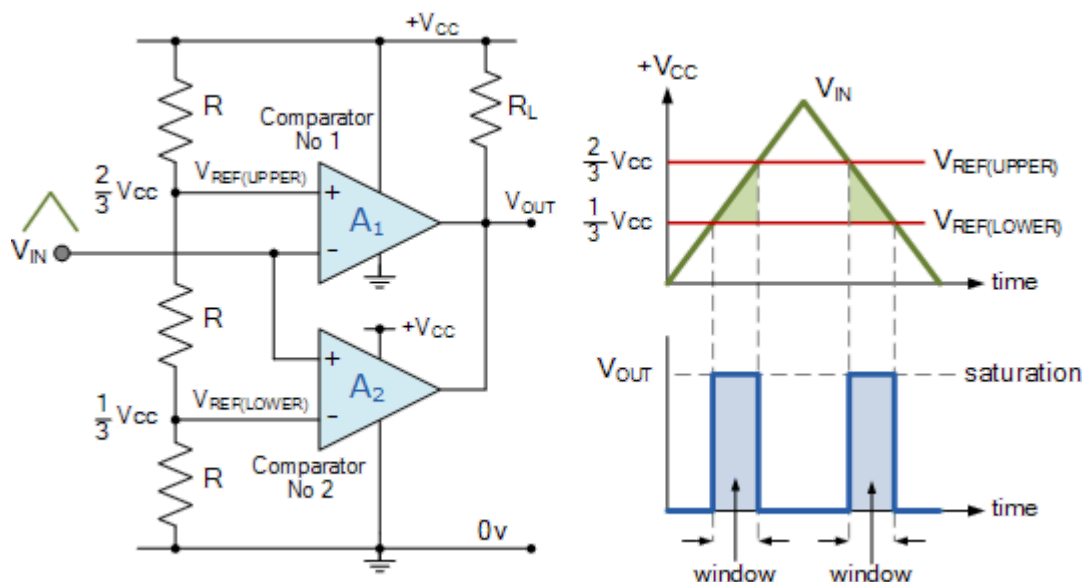 +VCC
R
RL
Comparator
No 1
2/3 Vcc
VREF(UPPER)
+
A1
-
VOUT
VIN
R
+VCC
+
A2
-
1/3 Vcc
VREF(LOWER)
R
Comparator
No 2
0v
+VCC
VIN
2/3 Vcc
VREF(UPPER)
1/3 Vcc
VREF(LOWER)
time
VOUT
saturation
time
window
window